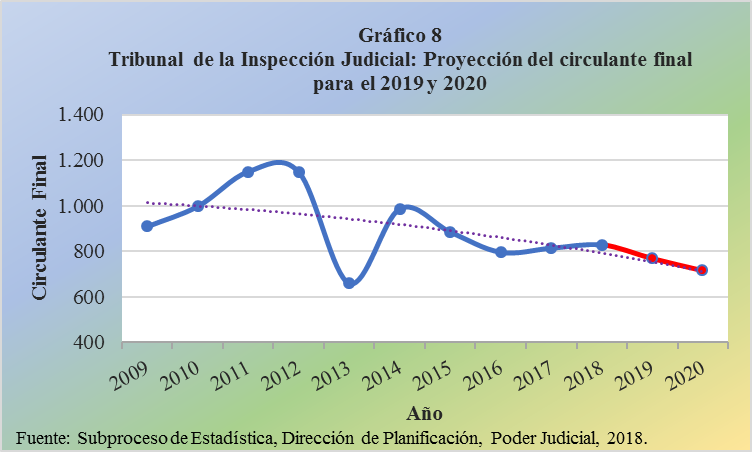 Gráfico 8
Tribunal de la Inspección Judicial: Proyección del circulante final
para el 2019 y 2020
1.400
1.200
1.000
800
600
400
Circulante Final
2009 2010 2011 2012 2013 2014 2015 2016 2017 2018 2019 2020
Año
Fuente: Subproceso de Estadística, Dirección de Planificación, Poder Judicial, 2018.